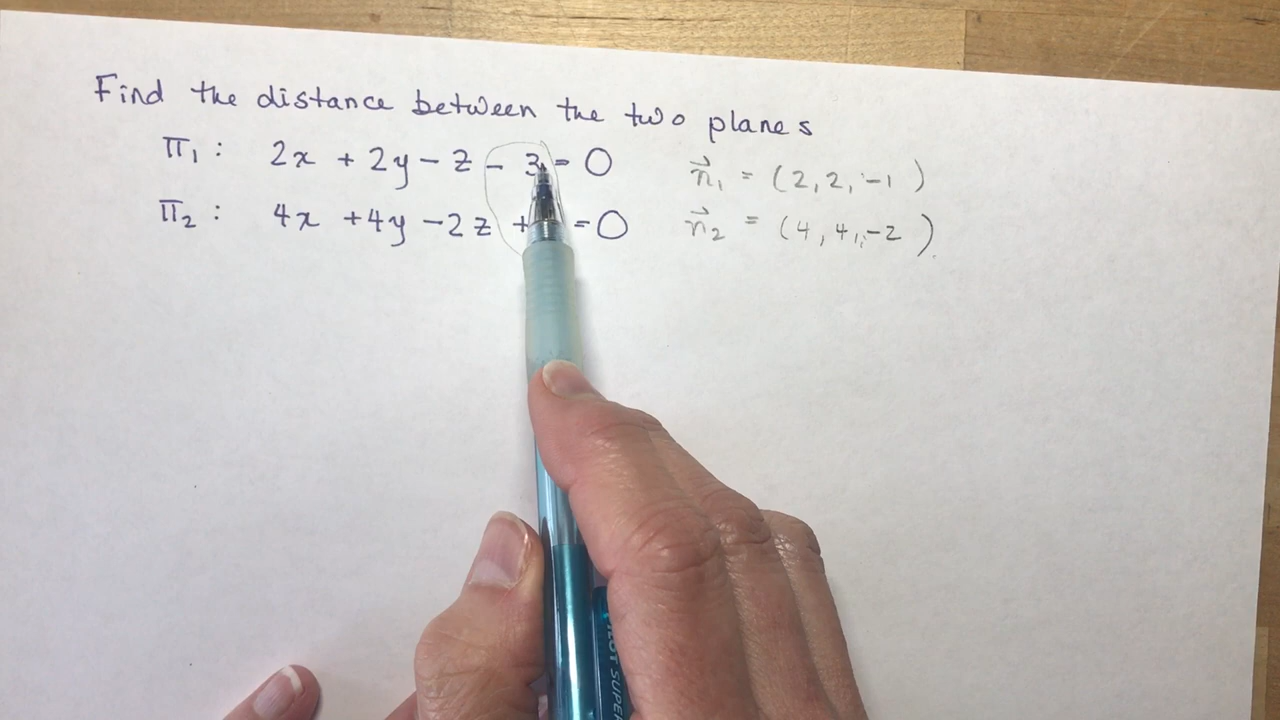 Find the distance between the two planes
π₁ : 2x + 2y - z - 3 = 0
π₂ : 4x + 4y - 2z + = 0
n⃗₁ = (2, 2, -1)
n⃗₂ = (4, 4, -2)
PILOT SUPER